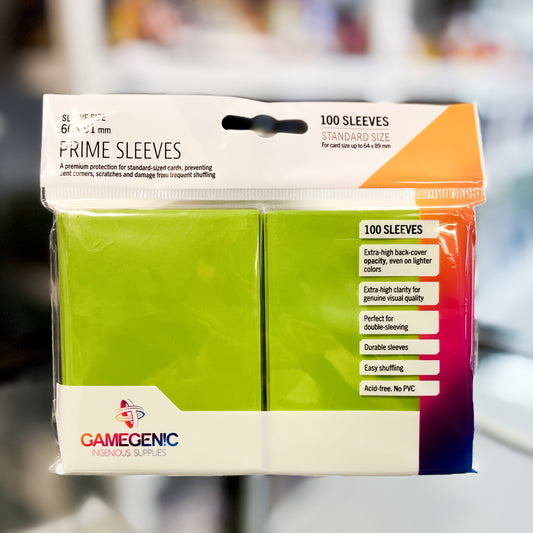 SLEEVE SIZE
mm
PRIME SLEEVES
A premium protection for standard-sized cards, preventing
bent corners, scratches and damage from frequent shuffling
100 SLEEVES
STANDARD SIZE
For card size up to 64 x 89 mm
100 SLEEVES
Extra-high back-cover
opacity, even on lighter
colors
Extra-high clarity for
genuine visual quality
Perfect for
double-sleeving
Durable sleeves
Easy shuffling
Acid-free. No PVC
GAMEGENIC
INGENIOUS SUPPLIES